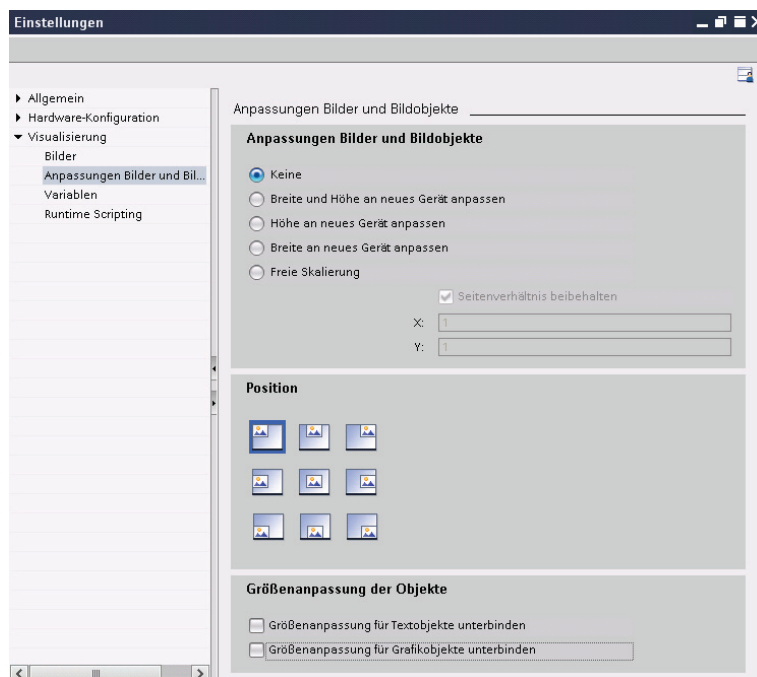 Einstellungen
Allgemein
Hardware-Konfiguration
Visualisierung
Bilder
Anpassungen Bilder und Bil...
Variablen
Runtime Scripting
Anpassungen Bilder und Bildobjekte
Anpassungen Bilder und Bildobjekte
Keine
Breite und Höhe an neues Gerät anpassen
Höhe an neues Gerät anpassen
Breite an neues Gerät anpassen
Freie Skalierung
Seitenverhältnis beibehalten
X: 1
Y: 1
Position
Größenanpassung der Objekte
Größenanpassung für Textobjekte unterbinden
Größenanpassung für Grafikobjekte unterbinden